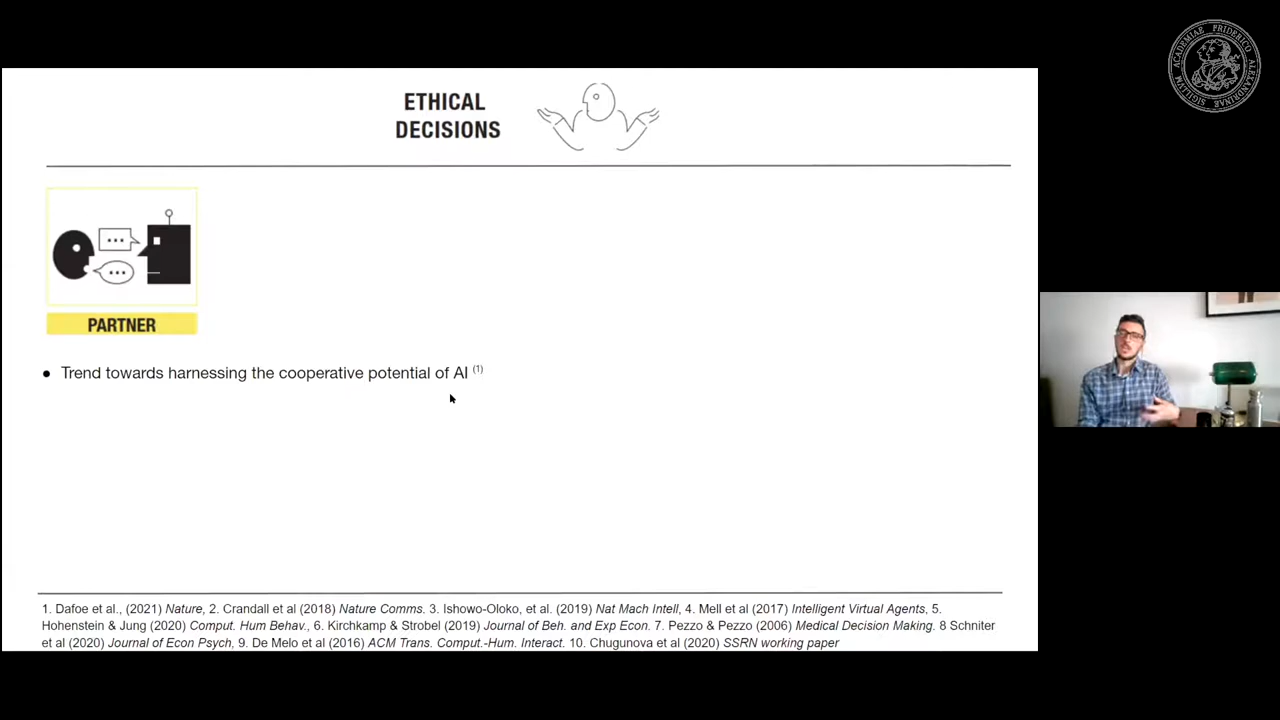 ETHICAL
DECISIONS
PARTNER
● Trend towards harnessing the cooperative potential of AI (1)
1. Dafoe et al., (2021) Nature, 2. Crandall et al (2018) Nature Comms. 3. Ishowo-Oloko, et al. (2019) Nat Mach Intell, 4. Mell et al (2017) Intelligent Virtual Agents, 5.
Hohenstein & Jung (2020) Comput. Hum Behav., 6. Kirchkamp & Strobel (2019) Journal of Beh. and Exp Econ. 7. Pezzo & Pezzo (2006) Medical Decision Making. 8 Schniter
et al (2020) Journal of Econ Psych, 9. De Melo et al (2016) ACM Trans. Comput.-Hum. Interact. 10. Chugunova et al (2020) SSRN working paper
ACADEMIAE FRIDERICO ALEXANDRINAE SIGILLVM